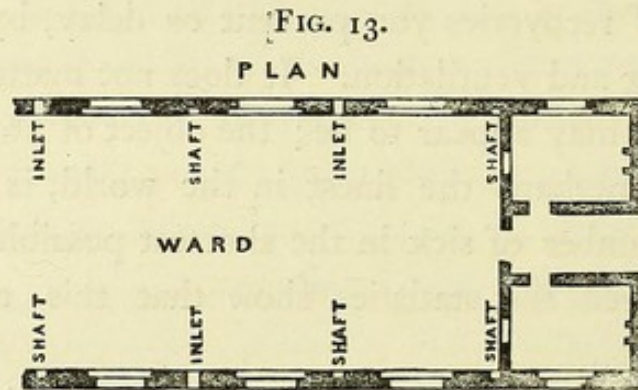 FIG. 13.
PLAN
INLET
SHAFT
INLET
SHAFT
WARD
SHAFT
INLET
SHAFT
SHAFT